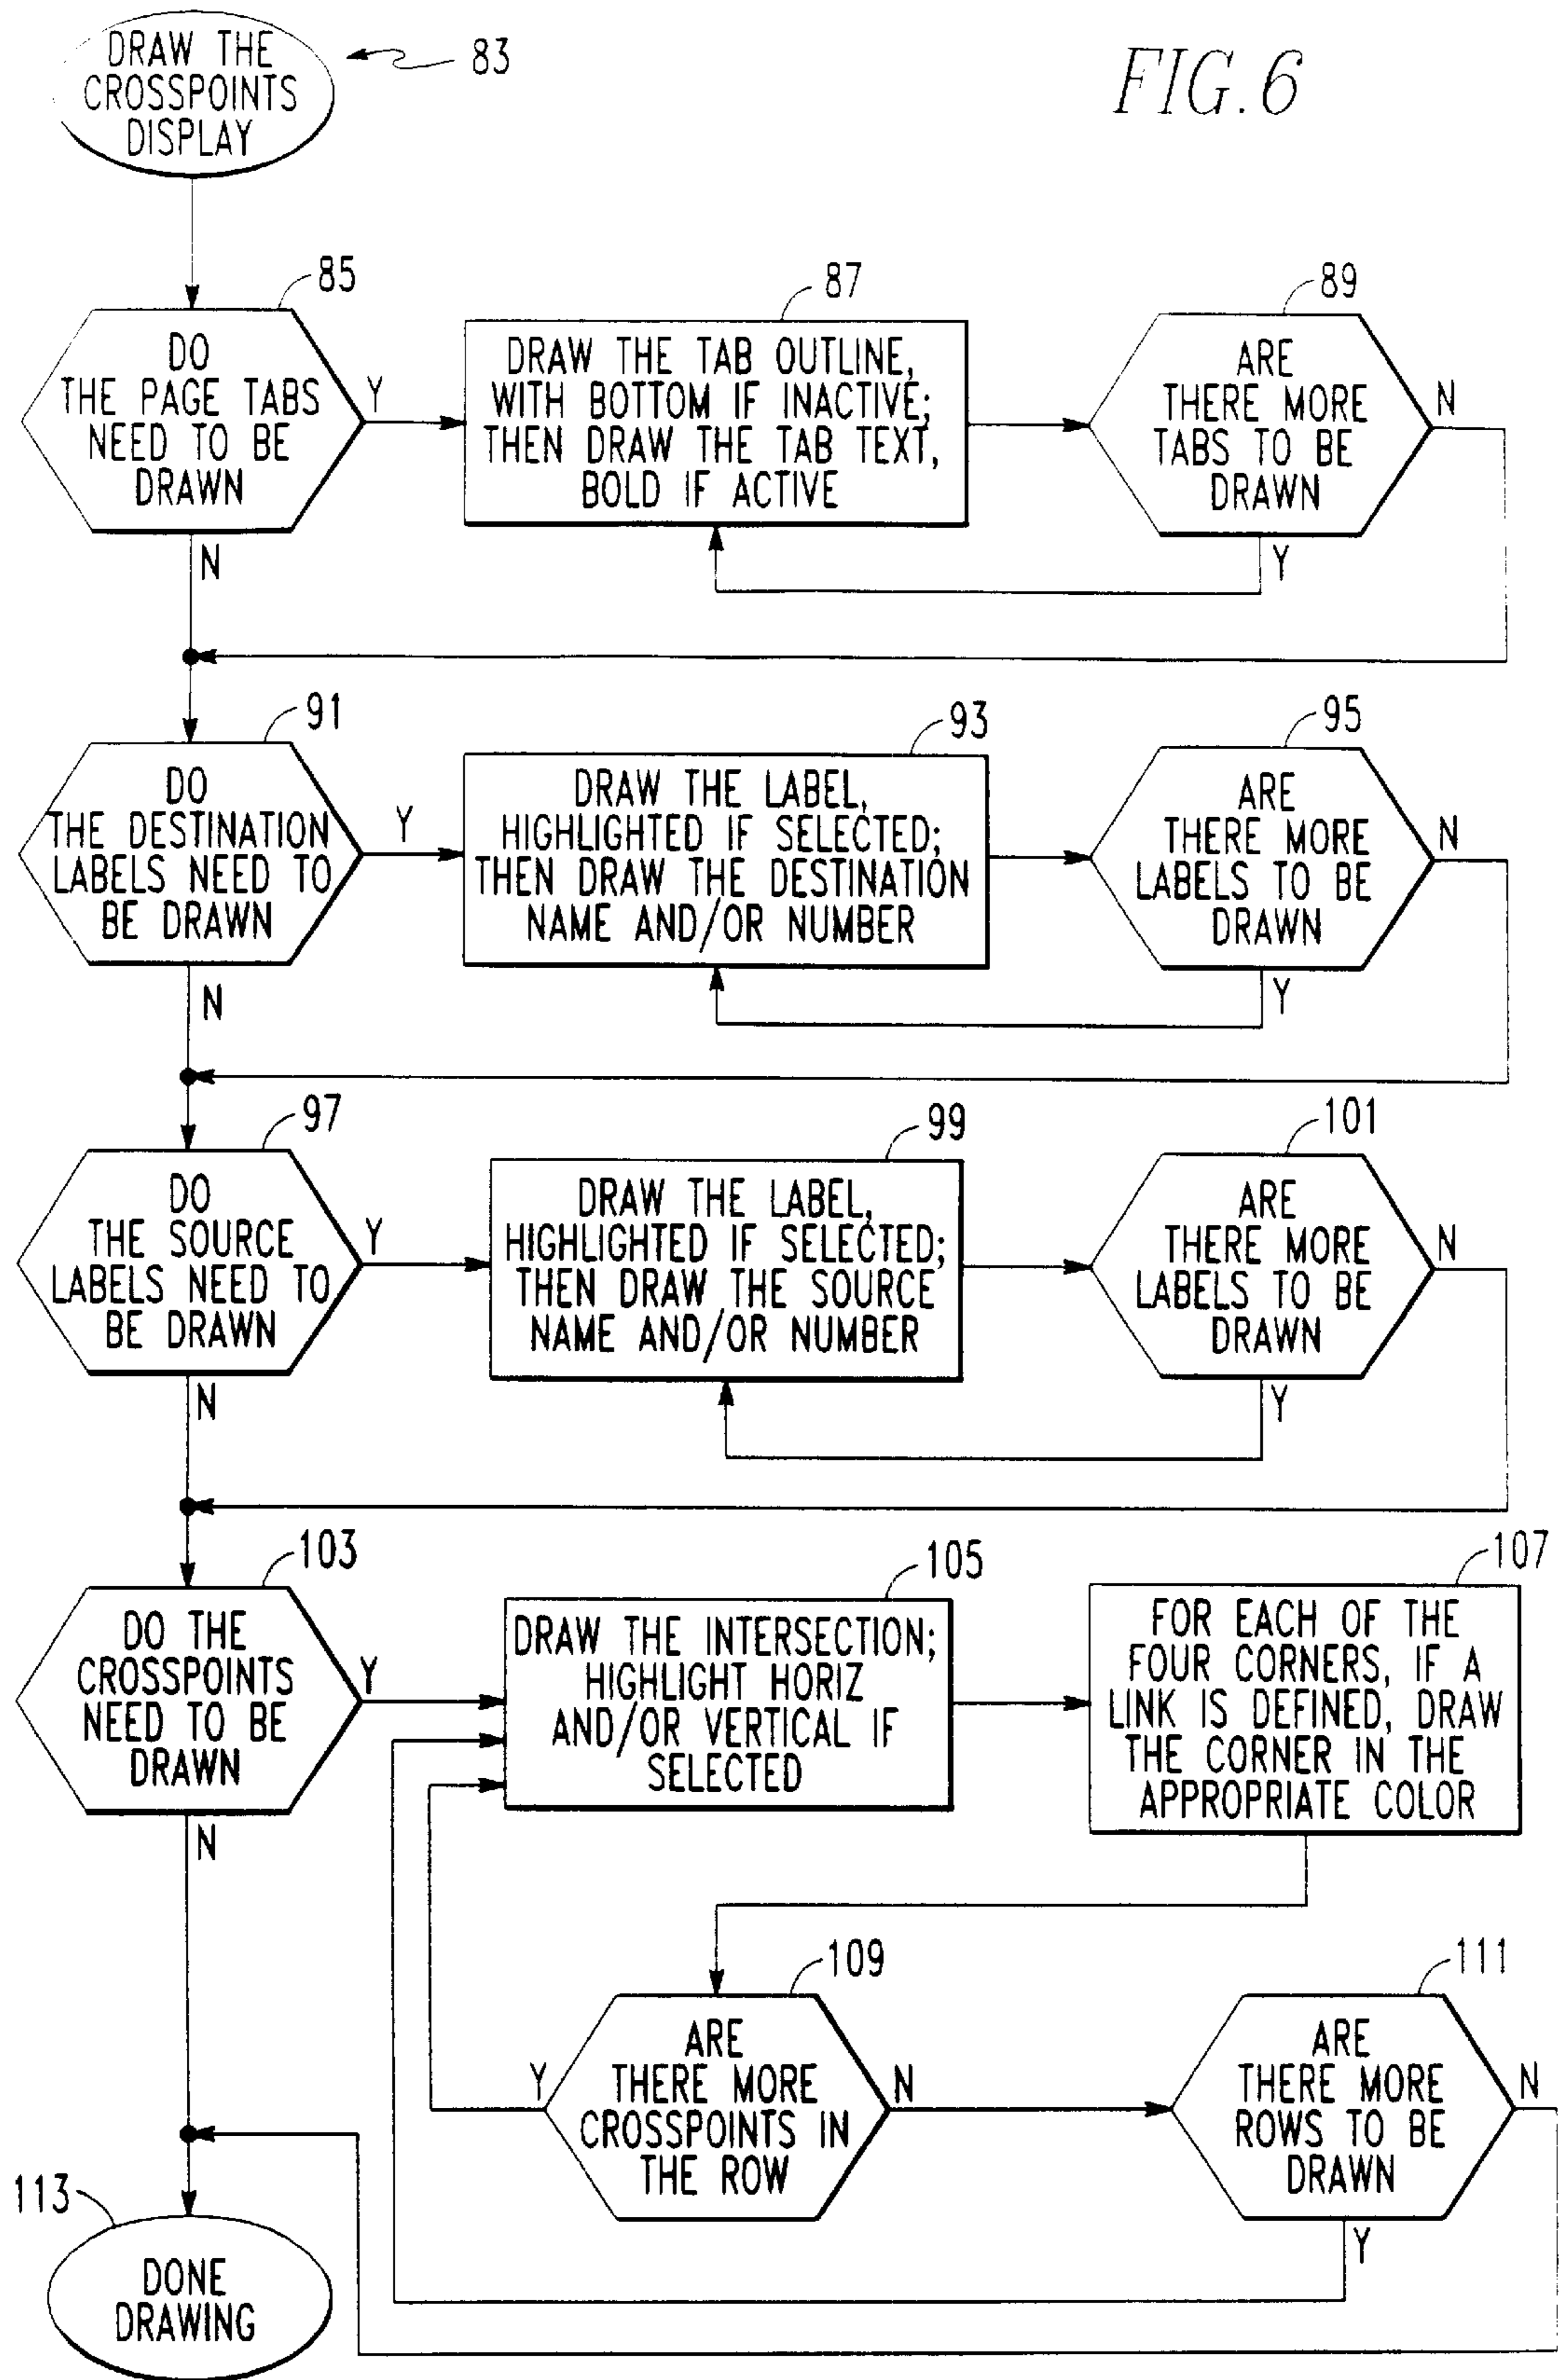 DRAW THE
CROSSPOINTS
DISPLAY
83
FIG. 6
85
DO
THE PAGE TABS
NEED TO BE
DRAWN
Y
N
87
DRAW THE TAB OUTLINE,
WITH BOTTOM IF INACTIVE;
THEN DRAW THE TAB TEXT,
BOLD IF ACTIVE
89
ARE
THERE MORE
TABS TO BE
DRAWN
N
Y
91
DO
THE DESTINATION
LABELS NEED TO
BE DRAWN
Y
N
93
DRAW THE LABEL,
HIGHLIGHTED IF SELECTED;
THEN DRAW THE DESTINATION
NAME AND/OR NUMBER
95
ARE
THERE MORE
LABELS TO BE
DRAWN
N
Y
97
DO
THE SOURCE
LABELS NEED TO
BE DRAWN
Y
N
99
DRAW THE LABEL,
HIGHLIGHTED IF SELECTED;
THEN DRAW THE SOURCE
NAME AND/OR NUMBER
101
ARE
THERE MORE
LABELS TO BE
DRAWN
N
Y
103
DO THE
CROSSPOINTS
NEED TO BE
DRAWN
Y
N
105
DRAW THE INTERSECTION;
HIGHLIGHT HORIZ
AND/OR VERTICAL IF
SELECTED
107
FOR EACH OF THE
FOUR CORNERS, IF A
LINK IS DEFINED, DRAW
THE CORNER IN THE
APPROPRIATE COLOR
109
ARE
THERE MORE
CROSSPOINTS IN
THE ROW
Y
N
111
ARE
THERE MORE
ROWS TO BE
DRAWN
N
Y
113
DONE
DRAWING